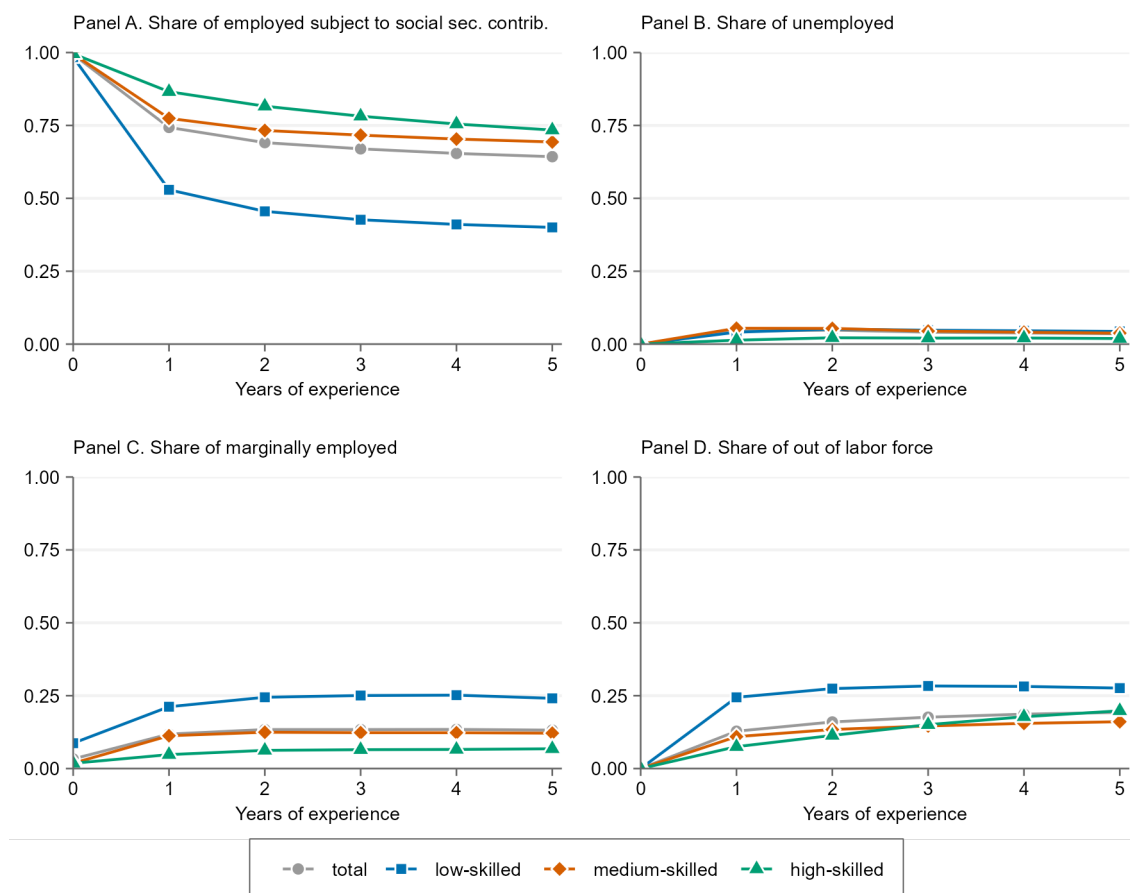 Panel A. Share of employed subject to social sec. contrib.
1.00
0.75
0.50
0.25
0.00
0 1 2 3 4 5
Years of experience
Panel B. Share of unemployed
1.00
0.75
0.50
0.25
0.00
0 1 2 3 4 5
Years of experience
Panel C. Share of marginally employed
1.00
0.75
0.50
0.25
0.00
0 1 2 3 4 5
Years of experience
Panel D. Share of out of labor force
1.00
0.75
0.50
0.25
0.00
0 1 2 3 4 5
Years of experience
total low-skilled medium-skilled high-skilled